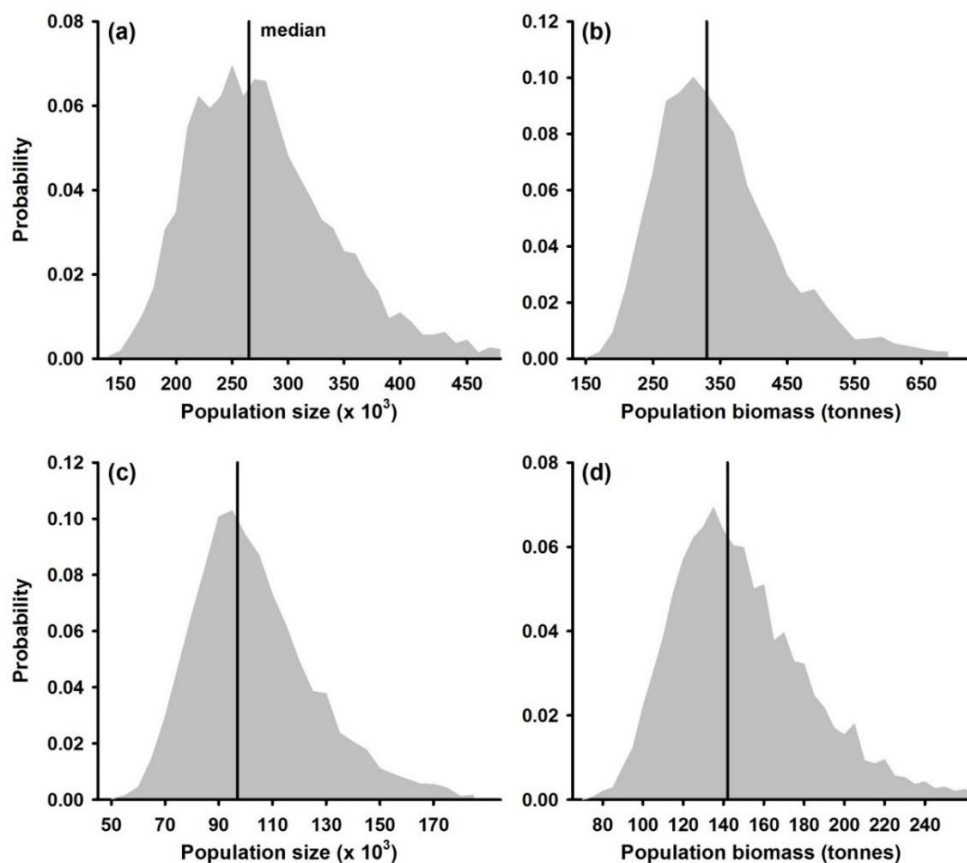 (a)
median
0.08
0.06
0.04
0.02
0.00
Probability
150 200 250 300 350 400 450
Population size (x 10³)
(b)
0.12
0.10
0.08
0.06
0.04
0.02
0.00
150 250 350 450 550 650
Population biomass (tonnes)
(c)
0.12
0.10
0.08
0.06
0.04
0.02
0.00
Probability
50 70 90 110 130 150 170
Population size (x 10³)
(d)
0.08
0.06
0.04
0.02
0.00
80 100 120 140 160 180 200 220 240
Population biomass (tonnes)